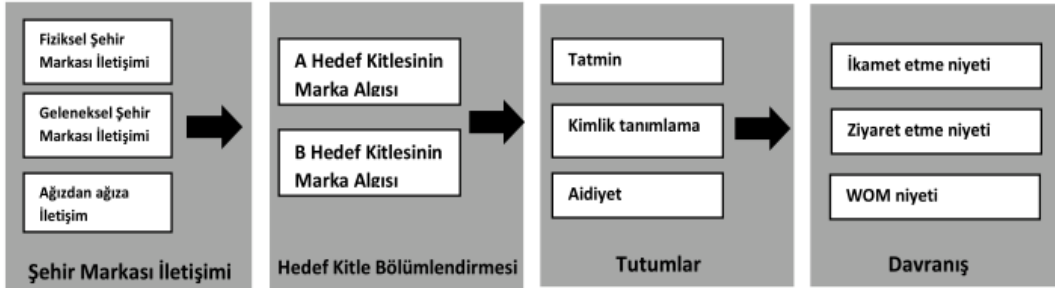 Fiziksel Şehir
Markası İletişimi
Geleneksel Şehir
Markası İletişimi
Ağızdan ağıza
İletişim
Şehir Markası İletişimi
A Hedef Kitlesinin
Marka Algısı
B Hedef Kitlesinin
Marka Algısı
Hedef Kitle Bölümlendirmesi
Tatmin
Kimlik tanımlama
Aidiyet
Tutumlar
İkamet etme niyeti
Ziyaret etme niyeti
WOM niyeti
Davranış